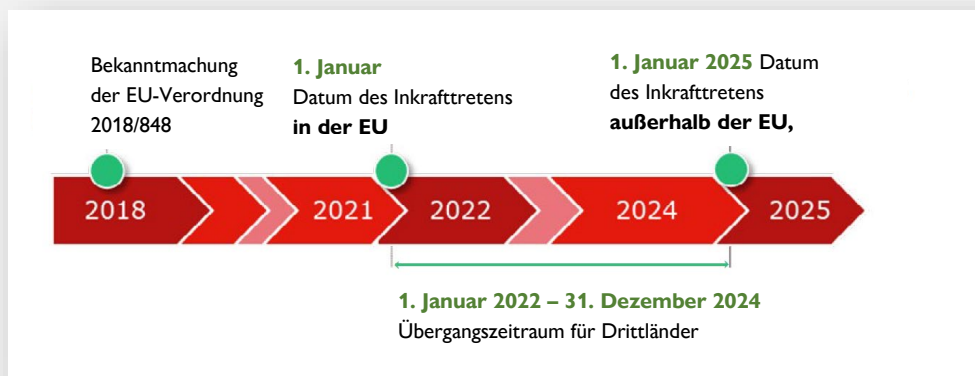 Bekanntmachung
der EU-Verordnung
2018/848
1. Januar
Datum des Inkrafttretens
in der EU
1. Januar 2025 Datum
des Inkrafttretens
außerhalb der EU,
2018
2021
2022
2024
2025
1. Januar 2022 – 31. Dezember 2024
Übergangszeitraum für Drittländer